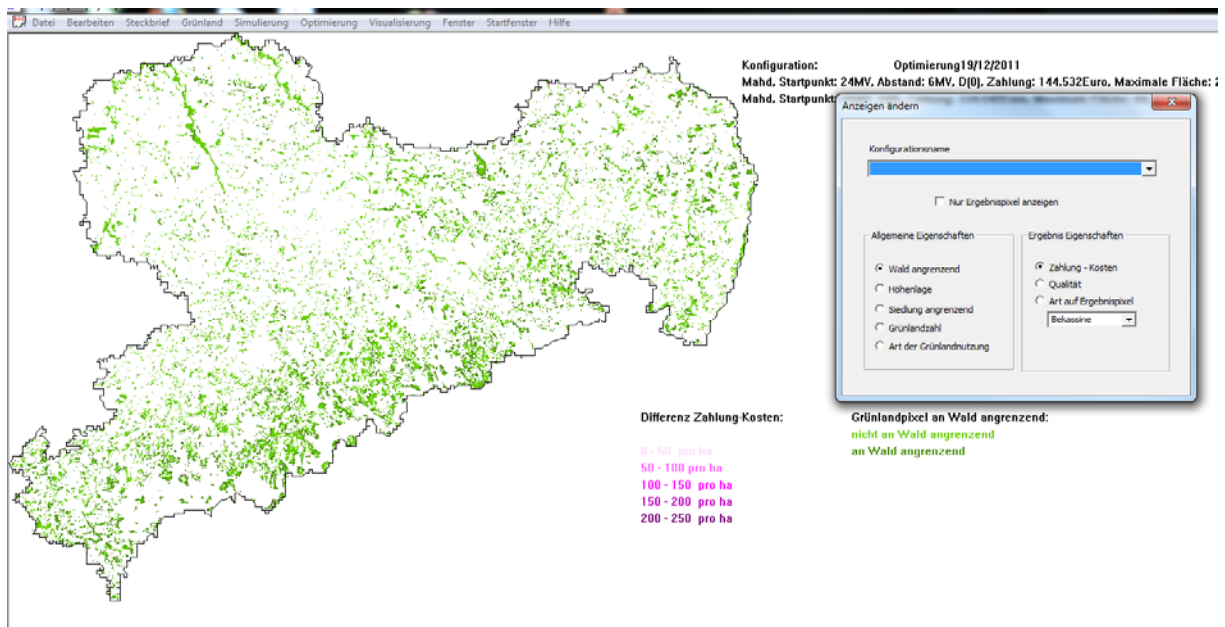 Datei Bearbeiten Steckbrief Grünland Simulierung Optimierung Visualisierung Fenster Startfenster Hilfe
Konfiguration: Optimierung19/12/2011
Mahd. Startpunkt: 24MV, Abstand: 6MV, D(0), Zahlung: 144.532Euro, Maximale Fläche: 2
Mahd. Startpunkt
Anzeigen ändern
Konfigurationsname
Nur Ergebnispixel anzeigen
Allgemeine Eigenschaften
Wald angrenzend
Höhenlage
Siedlung angrenzend
Grünlandzahl
Art der Grünlandnutzung
Ergebnis Eigenschaften
Zahlung - Kosten
Qualität
Art auf Ergebnispixel
Bekassine
Differenz Zahlung-Kosten:
0 - 50 pro ha
50 - 100 pro ha
100 - 150 pro ha
150 - 200 pro ha
200 - 250 pro ha
Grünlandpixel an Wald angrenzend:
nicht an Wald angrenzend
an Wald angrenzend